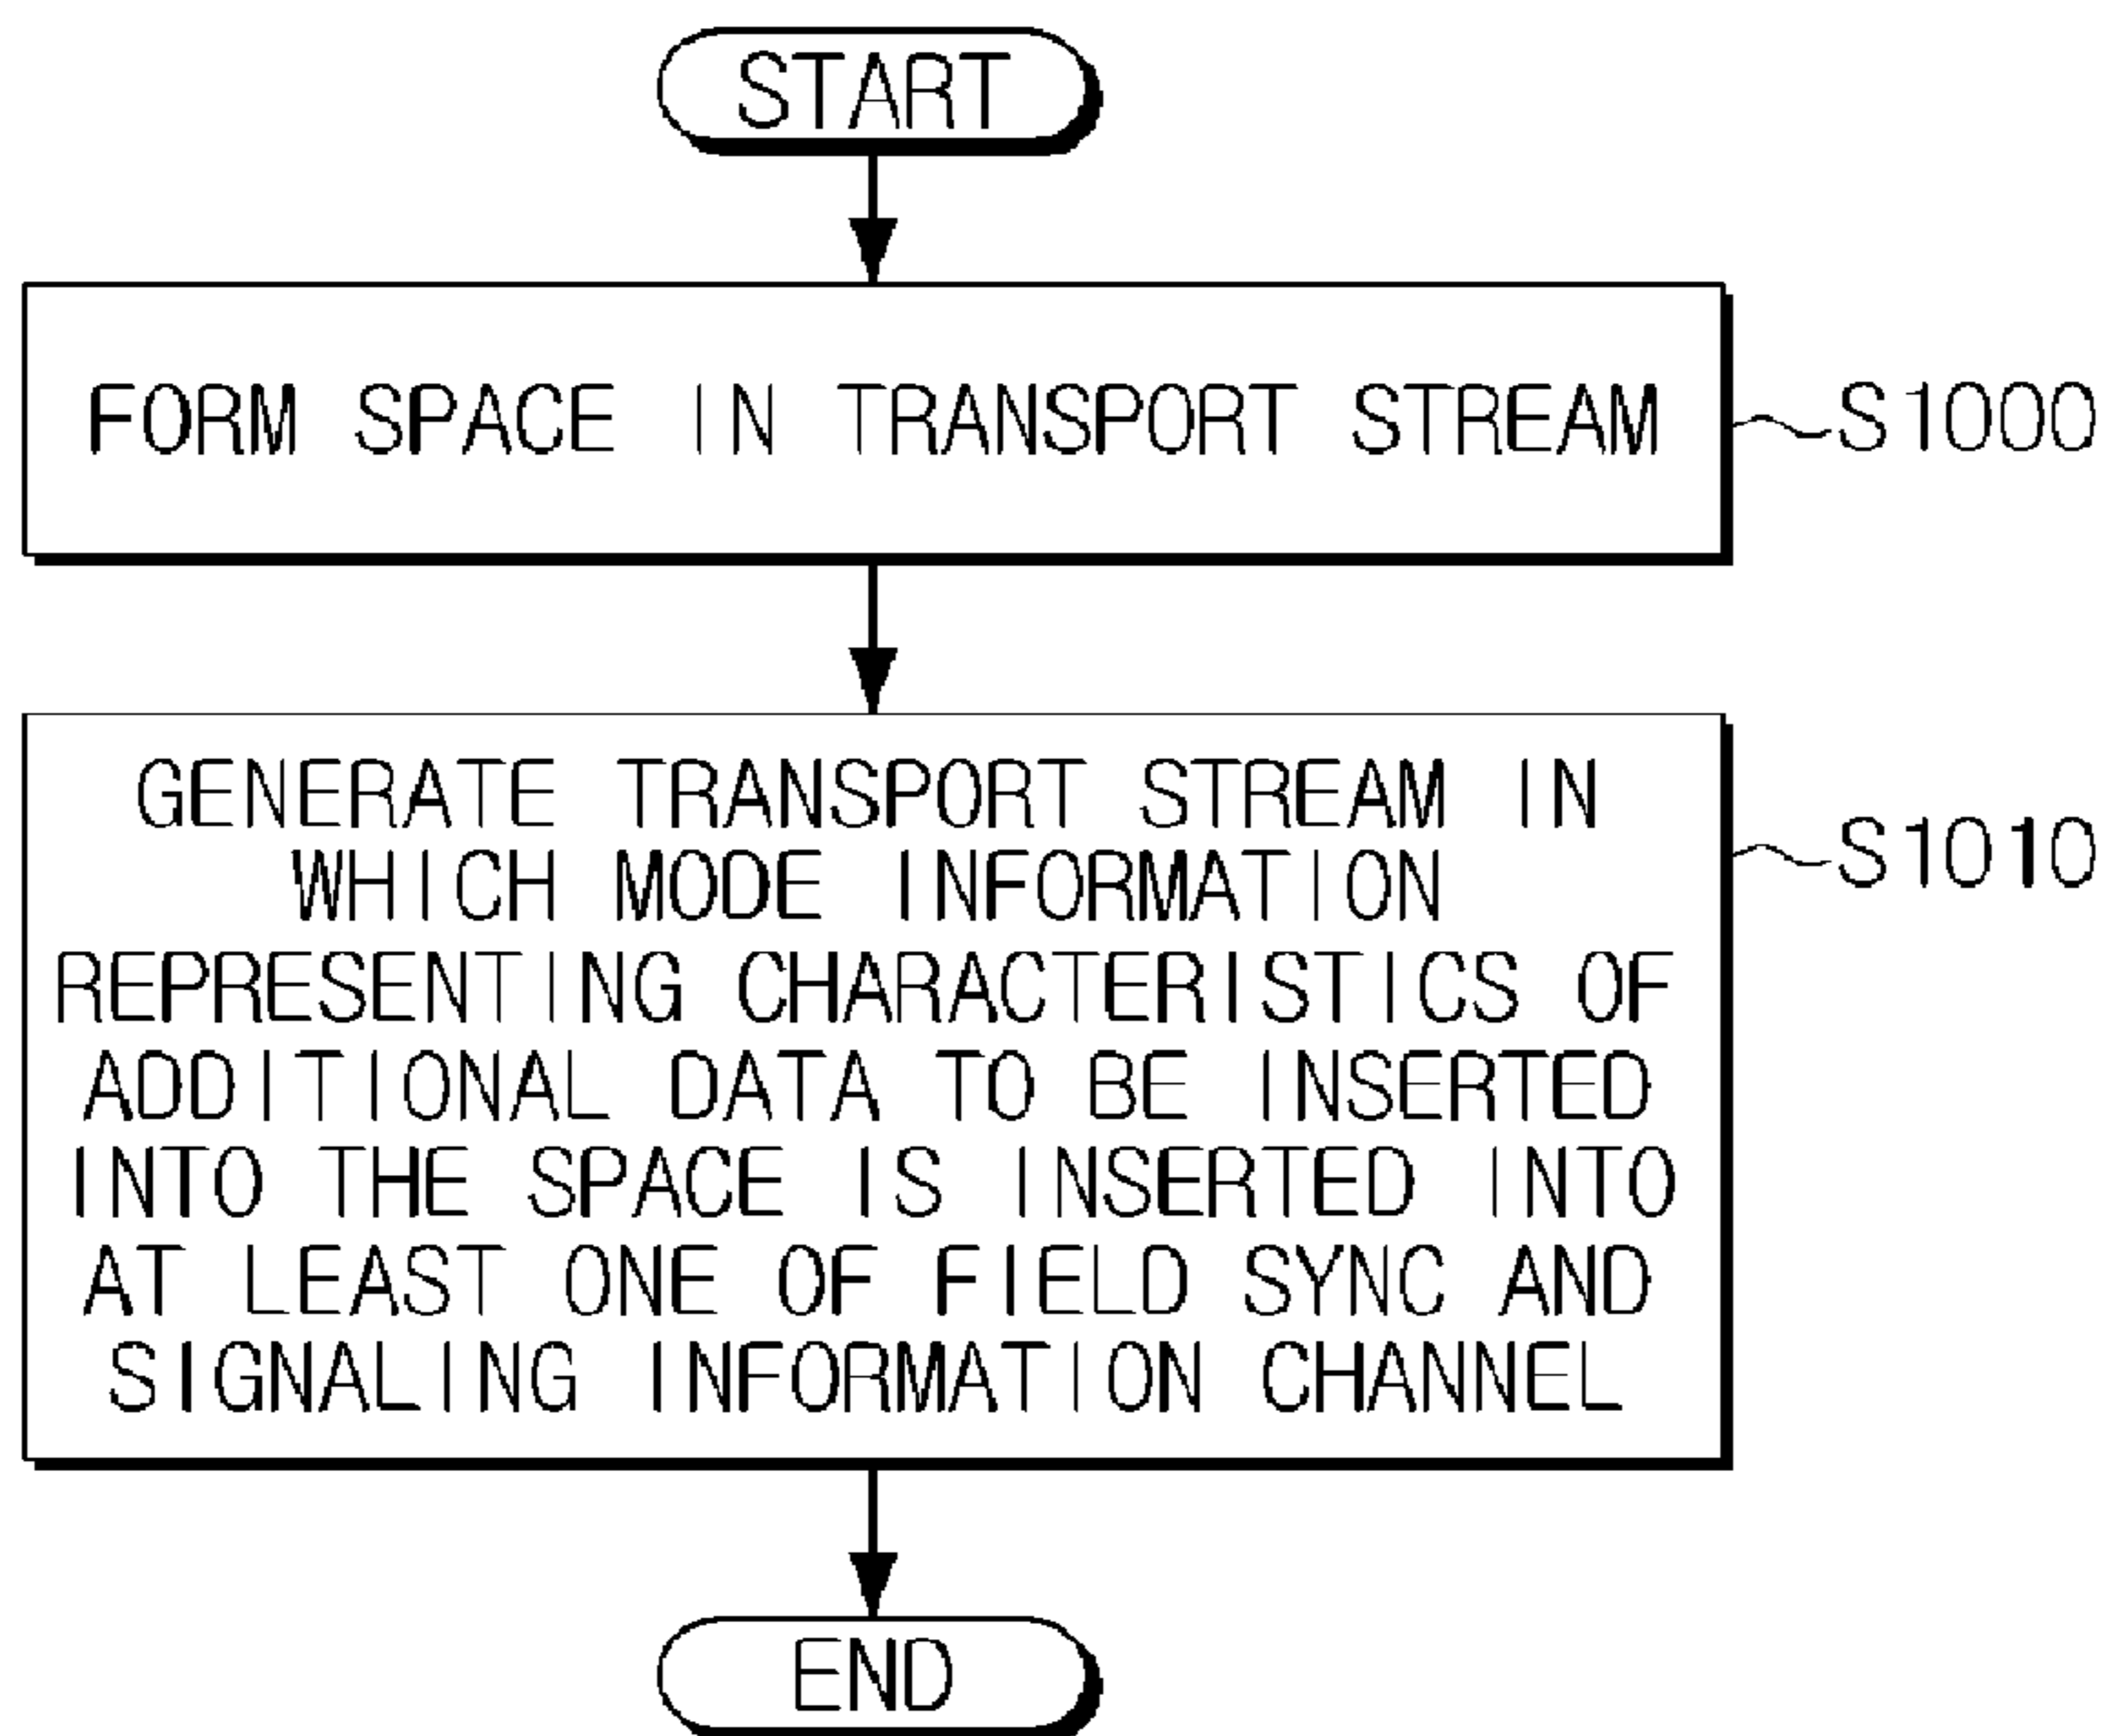 START
FORM SPACE IN TRANSPORT STREAM
S1000
GENERATE TRANSPORT STREAM IN
WHICH MODE INFORMATION
REPRESENTING CHARACTERISTICS OF
ADDITIONAL DATA TO BE INSERTED
INTO THE SPACE IS INSERTED INTO
AT LEAST ONE OF FIELD SYNC AND
SIGNALING INFORMATION CHANNEL
S1010
END